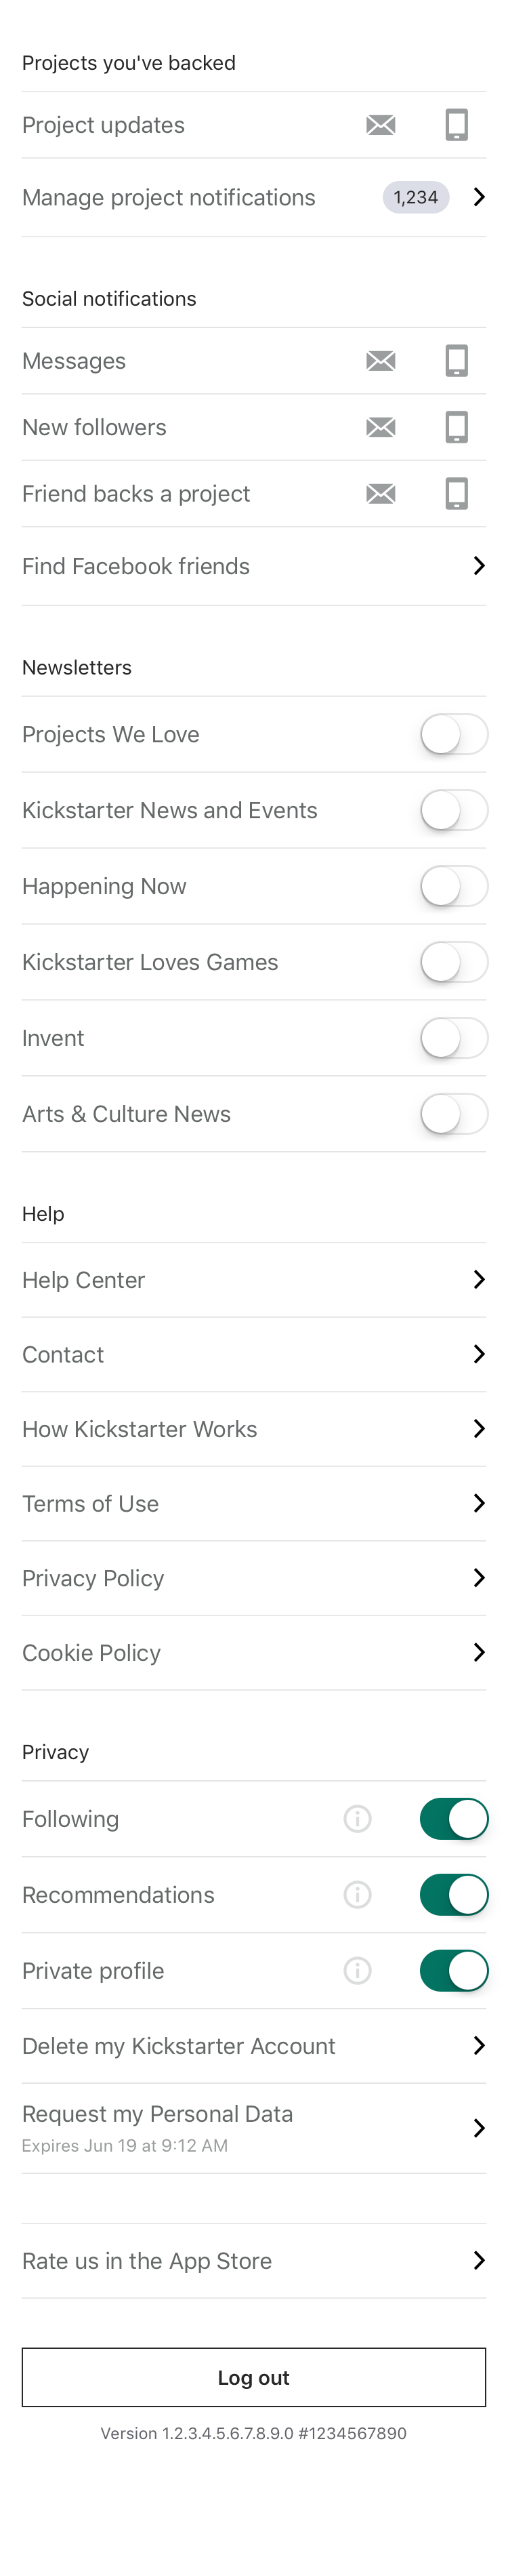 Projects you've backed
Project updates
Manage project notifications 1,234
Social notifications
Messages
New followers
Friend backs a project
Find Facebook friends
Newsletters
Projects We Love
Kickstarter News and Events
Happening Now
Kickstarter Loves Games
Invent
Arts & Culture News
Help
Help Center
Contact
How Kickstarter Works
Terms of Use
Privacy Policy
Cookie Policy
Privacy
Following
Recommendations
Private profile
Delete my Kickstarter Account
Request my Personal Data
Expires Jun 19 at 9:12 AM
Rate us in the App Store
Log out
Version 1.2.3.4.5.6.7.8.9.0 #1234567890